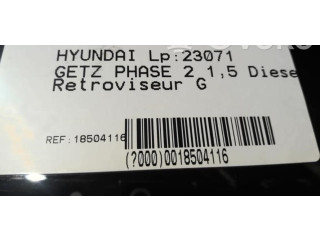 HYUNDAI Lp:23071
GETZ PHASE 2 1,5 Diese
Retroviseur G
REF:18504116
(?000)0018504116